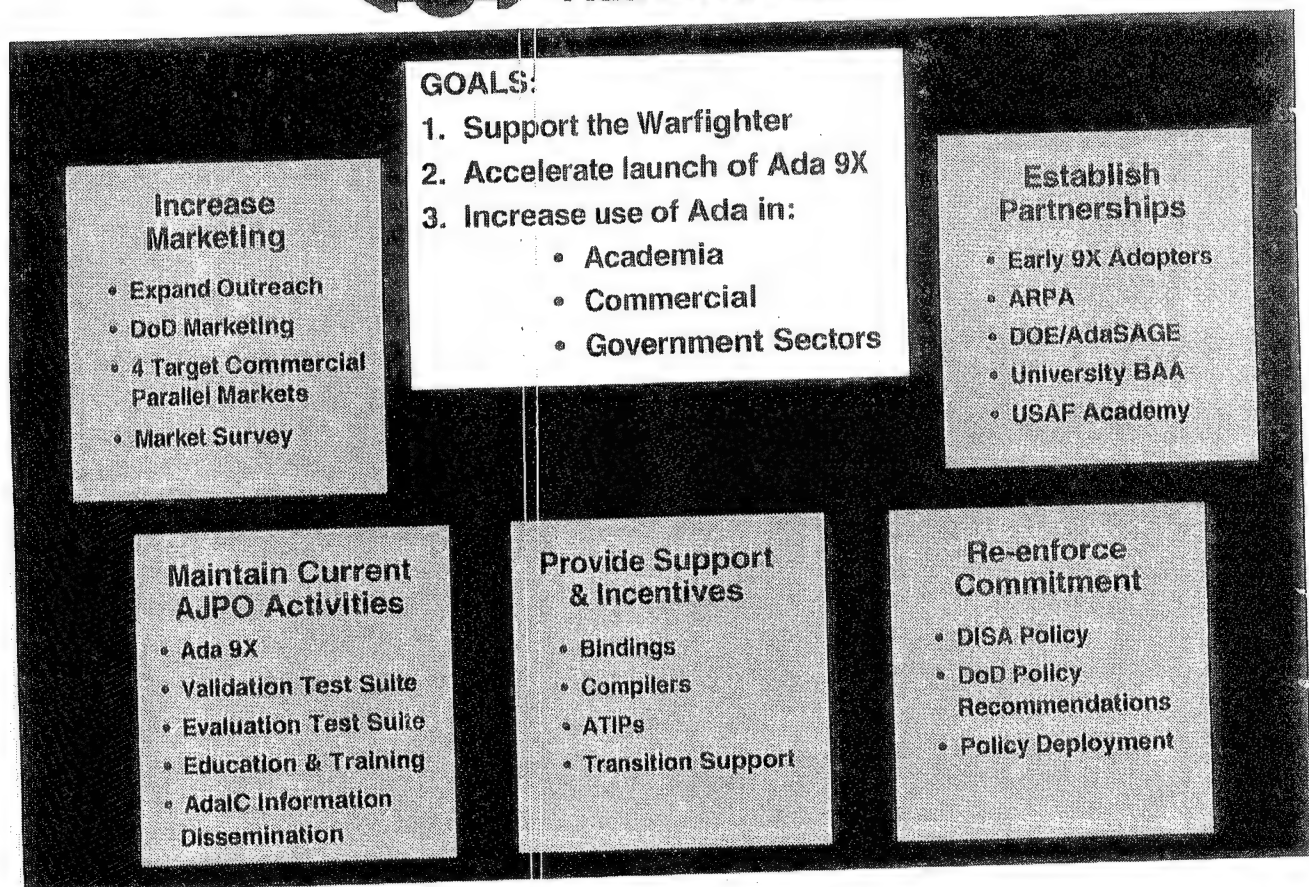 GOALS:
1. Support the Warfighter
2. Accelerate launch of Ada 9X
3. Increase use of Ada in:
• Academia
• Commercial
• Government Sectors
Increase
Marketing
• Expand Outreach
• DoD Marketing
• 4 Target Commercial
Parallel Markets
• Market Survey
Establish
Partnerships
• Early 9X Adopters
• ARPA
• DOE/AdaSAGE
• University BAA
• USAF Academy
Maintain Current
AJPO Activities
• Ada 9X
• Validation Test Suite
• Evaluation Test Suite
• Education & Training
• AdaIC Information
Dissemination
Provide Support
& Incentives
• Bindings
• Compilers
• ATIPs
• Transition Support
Re-enforce
Commitment
• DISA Policy
• DoD Policy
Recommendations
• Policy Deployment